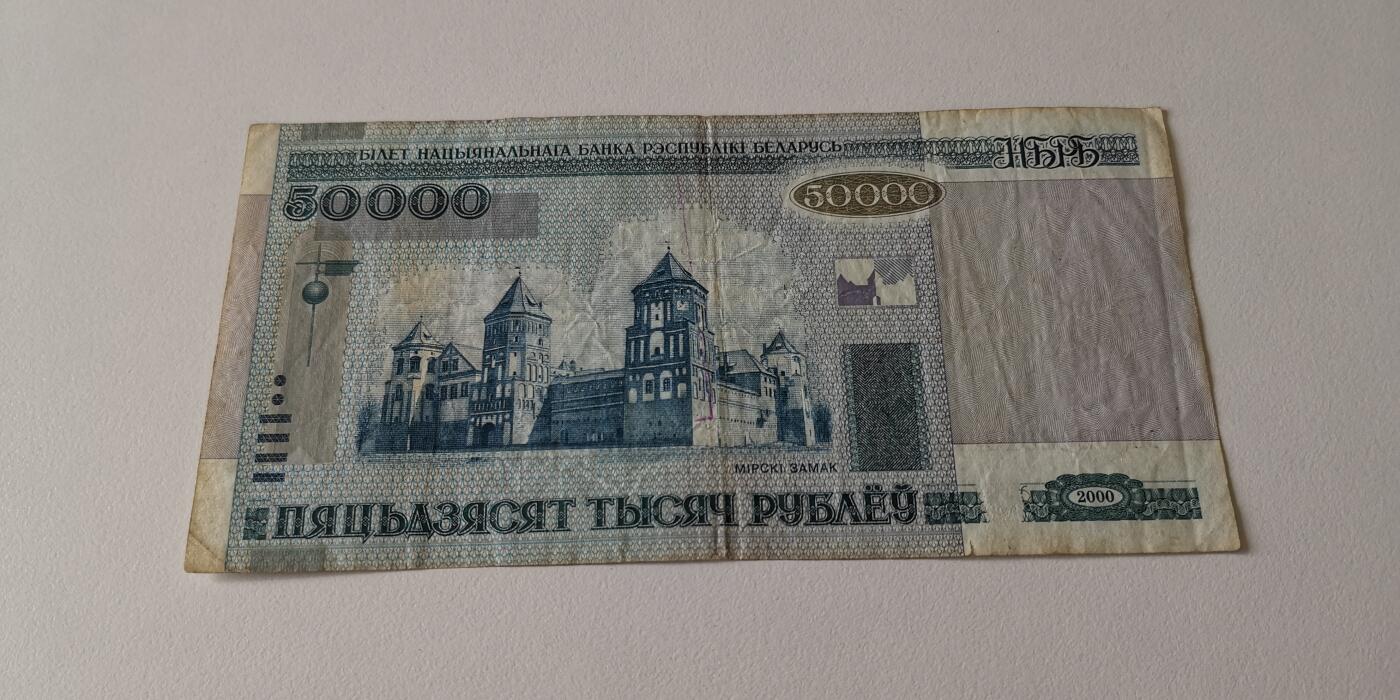 БІЛЕТ НАЦЫЯНАЛЬНАГА БАНКА РЭСПУБЛІКІ БЕЛАРУСЬ
НБРБ
50000
50000
МІРСКІ ЗАМАК
ПЯЦЬДЗЯСЯТ ТЫСЯЧ РУБЛЁЎ
2000